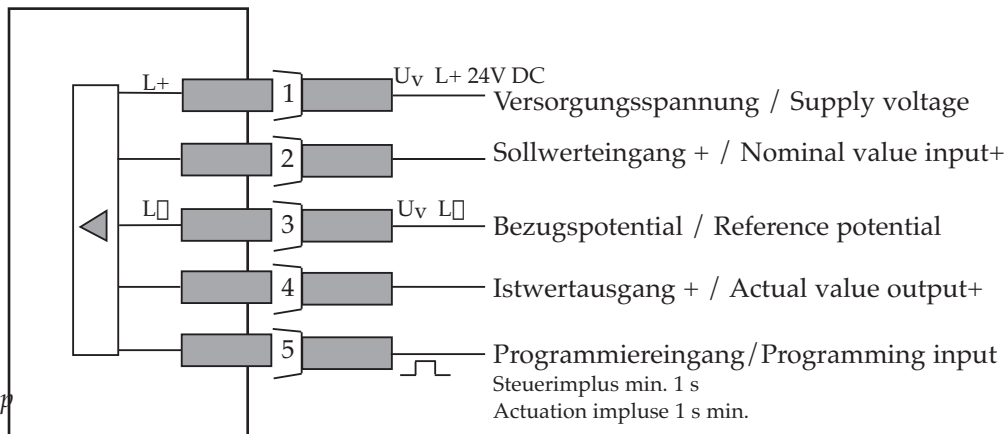 L+ 1 Uv L+ 24V DC
Versorgungsspannung / Supply voltage
2 Sollwerteingang + / Nominal value input+
L▯ 3 Uv L▯
Bezugspotential / Reference potential
4 Istwertausgang + / Actual value output+
5 Programmiereingang/Programming input
Steuerimplus min. 1 s
Actuation impluse 1 s min.
p